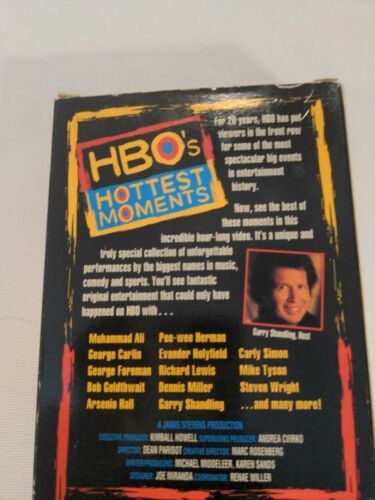 HBO's
HOTTEST
MOMENTS
For 20 years, HBO has put
viewers in the front row
for some of the most
spectacular big events
in entertainment
history.
Now, see the best of
these moments in this
incredible hour-long video. It's a unique and
truly special collection of unforgettable
performances by the biggest names in music,
comedy and sports. You'll see fantastic
original entertainment that could only have
happened on HBO with . . .
Garry Shandling, Host
Muhammad Ali Pee-wee Herman
George Carlin Evander Holyfield Carly Simon
George Foreman Richard Lewis Mike Tyson
Bob Goldthwait Dennis Miller Steven Wright
Arsenio Hall Garry Shandling ...and many more!
A JANAS/STEVENS PRODUCTION
EXECUTIVE PRODUCER: KIMBALL HOWELL SUPERVISING PRODUCER: ANDREA CVIRKO
DIRECTOR: DEAN PARISOT CREATIVE DIRECTOR: MARC ROSENBERG
WRITER/PRODUCERS: MICHAEL MIDDELEER, KAREN SANDS
DESIGNER: JOE MIRANDA COORDINATOR: RENAE WILLER